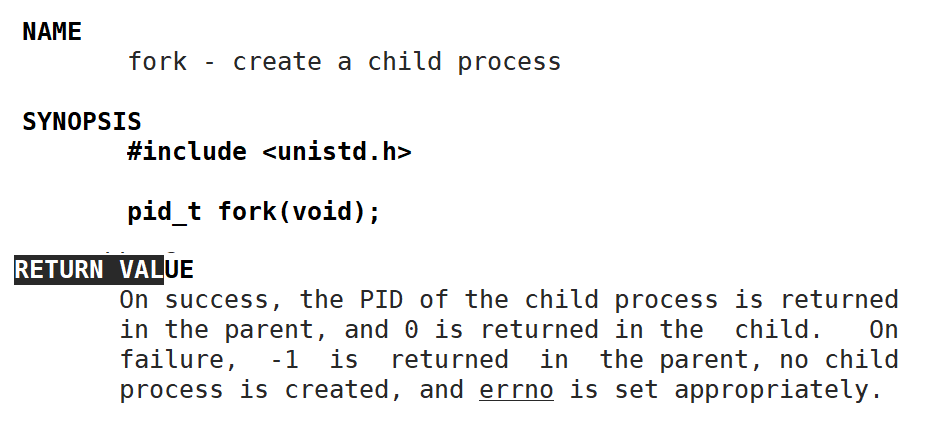 NAME
fork - create a child process
SYNOPSIS
#include <unistd.h>
pid_t fork(void);
RETURN VALUE
On success, the PID of the child process is returned
in the parent, and 0 is returned in the  child.   On
failure,  -1  is  returned  in  the parent, no child
process is created, and errno is set appropriately.